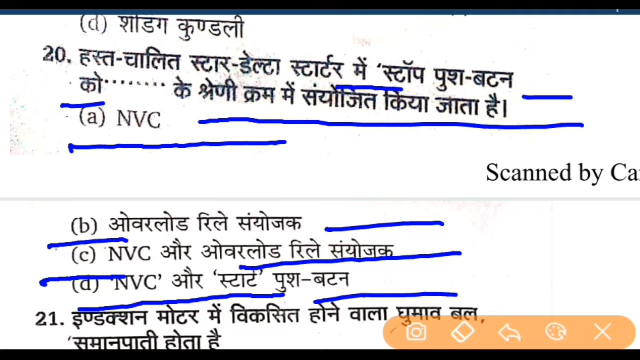 (d) शेडिंग कुण्डली
20. हस्त-चालित स्टार-डेल्टा स्टार्टर में 'स्टॉप पुश-बटन
को········ के श्रेणी क्रम में संयोजित किया जाता है।
(a) NVC
Scanned by Ca
(b) ओवरलोड रिले संयोजक
(c) NVC और ओवरलोड रिले संयोजक
(d) 'NVC' और 'स्टार्ट' पुश-बटन
21. इण्डक्शन मोटर में विकसित होने वाला घुमाव बल,
'समानुपाती होता है